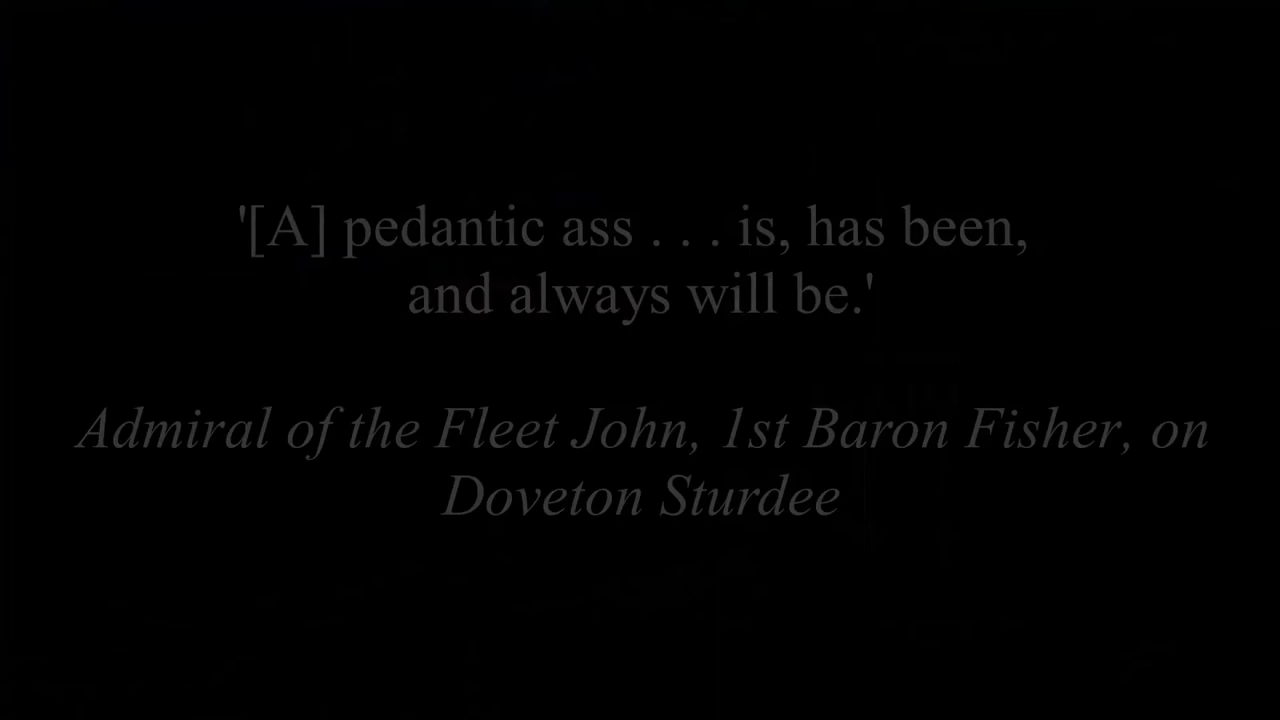 '[A] pedantic ass . . . is, has been,
and always will be.'
Admiral of the Fleet John, 1st Baron Fisher, on
Doveton Sturdee